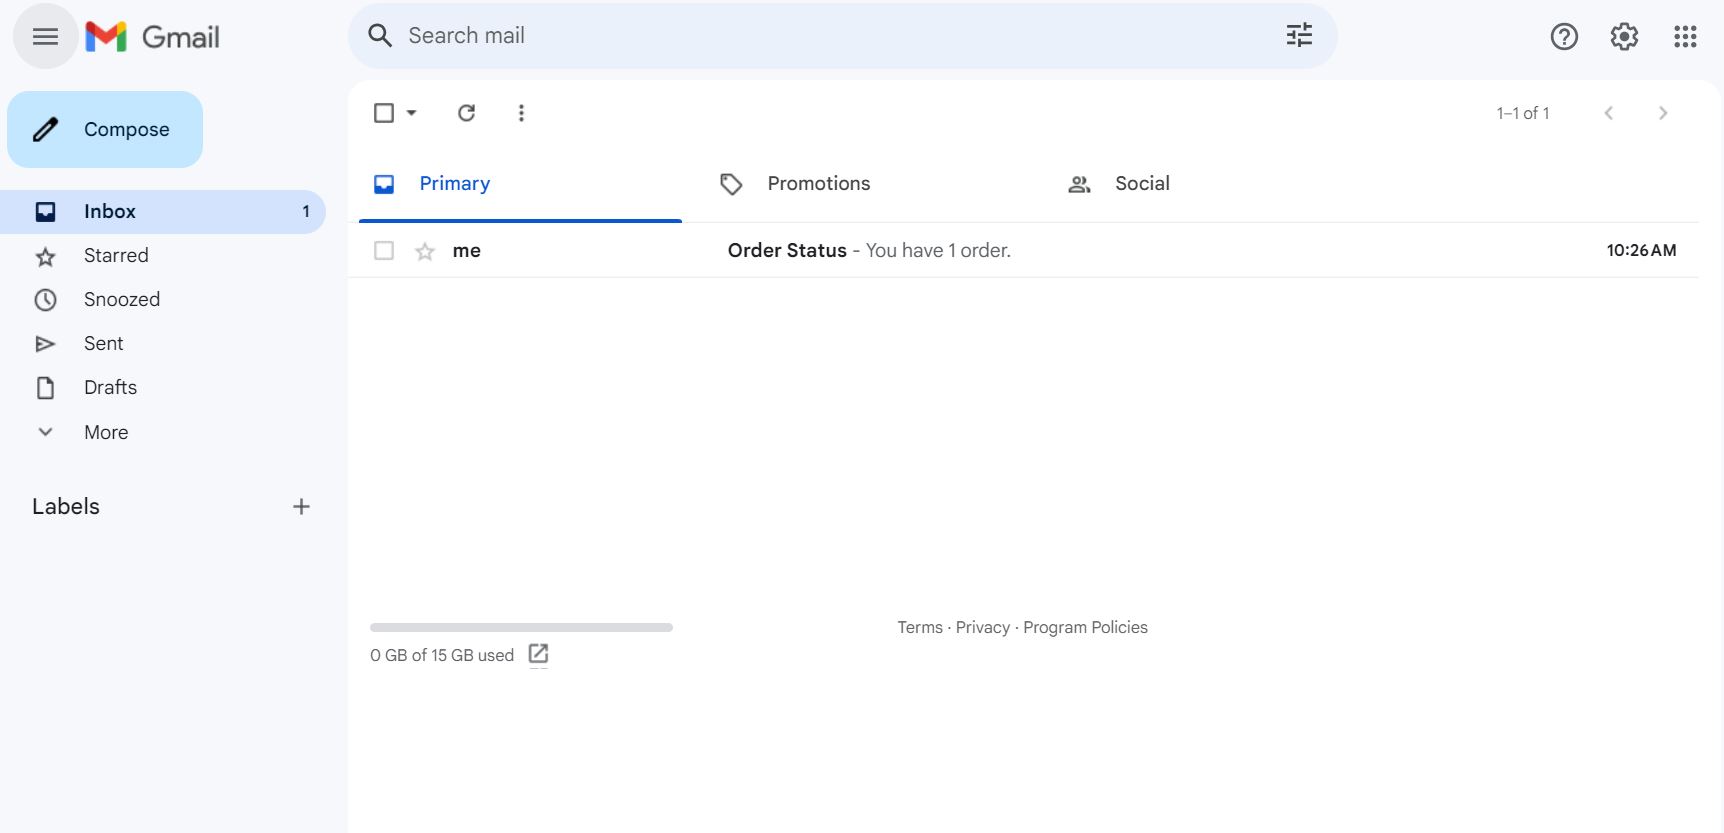 Gmail
Search mail
Compose
1–1 of 1
Primary
Promotions
Social
Inbox 1
me Order Status - You have 1 order. 10:26 AM
Starred
Snoozed
Sent
Drafts
More
Labels
Terms · Privacy · Program Policies
0 GB of 15 GB used